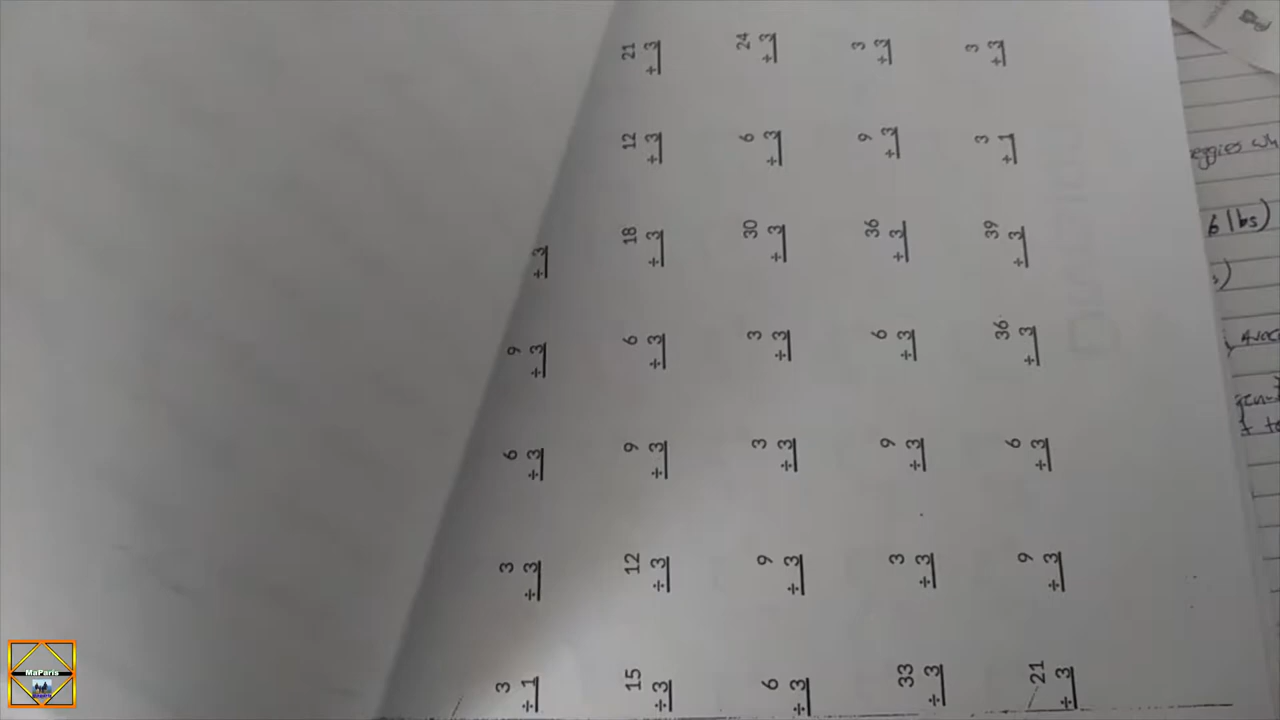 3 3 6 9
÷1 ÷3 ÷3 ÷3 ÷3
15 12 9 6 18 12 21
÷3 ÷3 ÷3 ÷3 ÷3 ÷3 ÷3
6 9 3 3 30 6 24
÷3 ÷3 ÷3 ÷3 ÷3 ÷3 ÷3
33 3 9 6 36 9 3
÷3 ÷3 ÷3 ÷3 ÷3 ÷3 ÷3
21 9 6 36 39 3 3
÷3 ÷3 ÷3 ÷3 ÷3 ÷1 ÷3
lbs)
MaParis